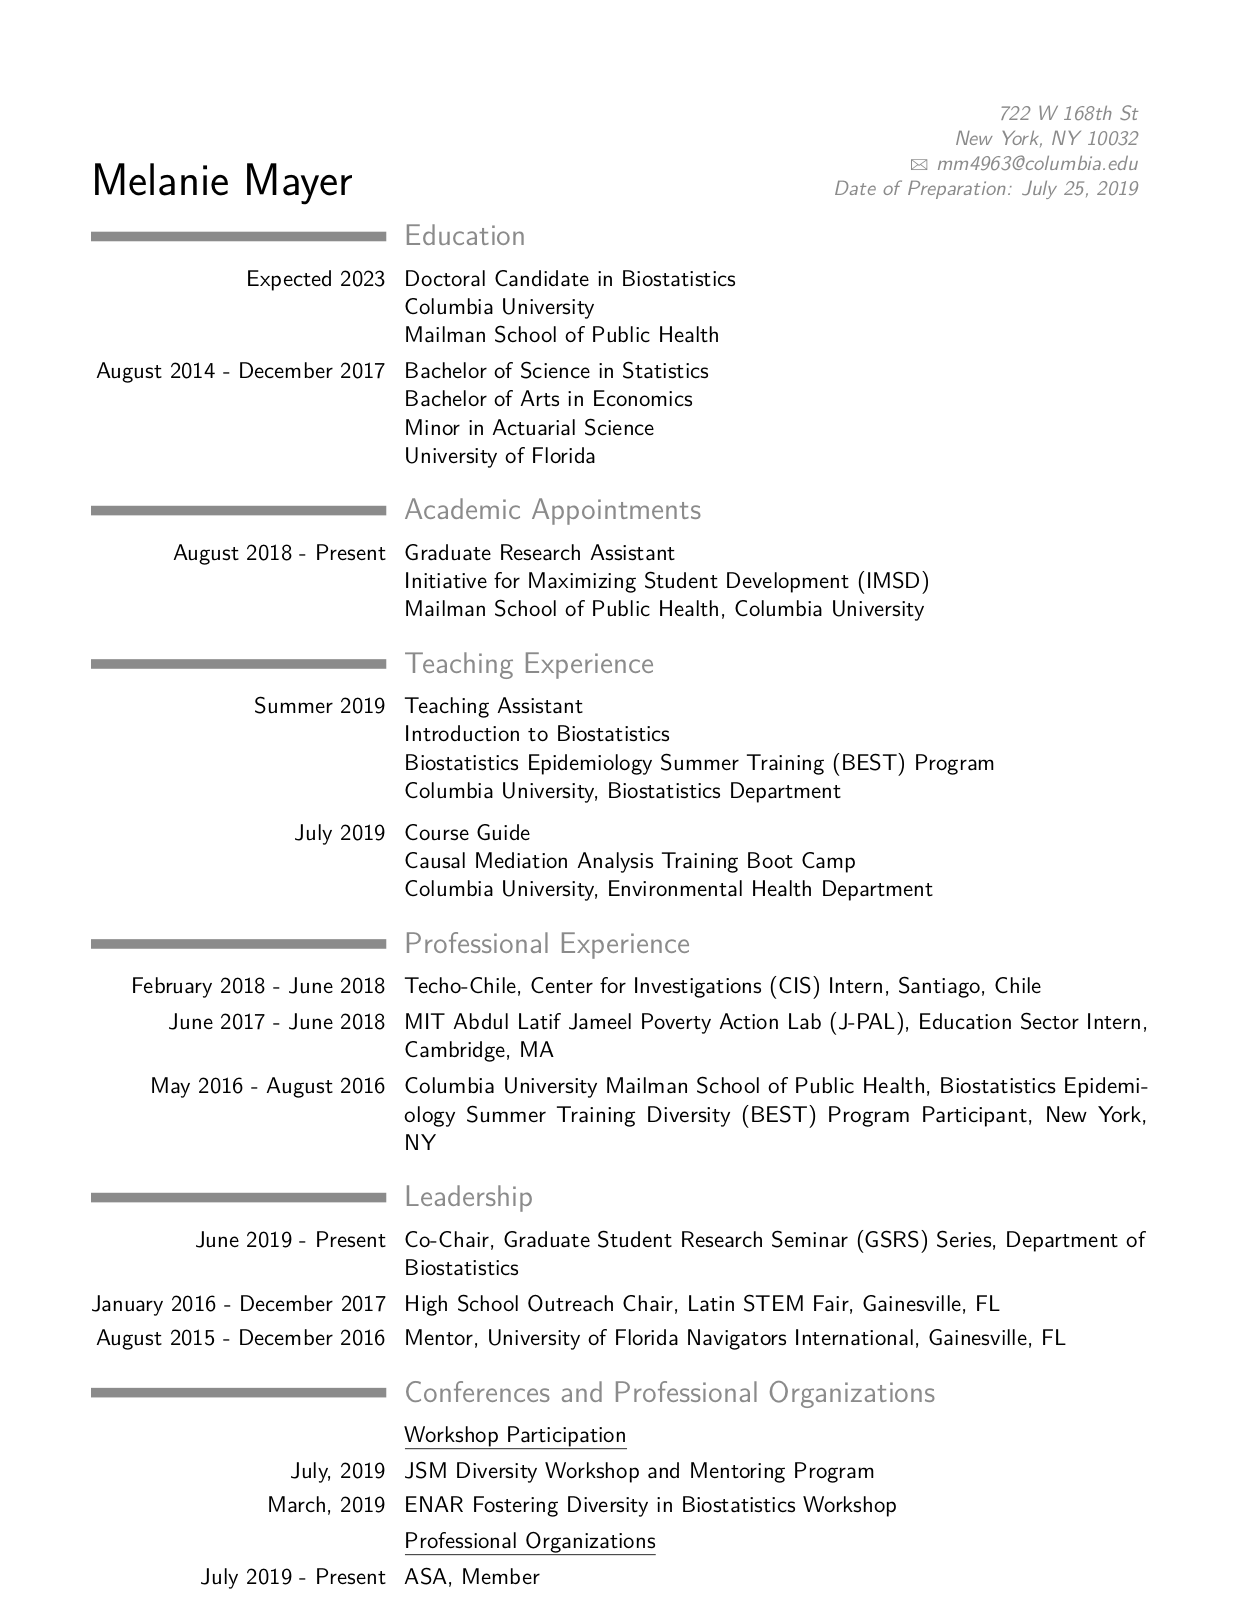 722 W 168th St
New York, NY 10032
mm4963@columbia.edu
Date of Preparation: July 25, 2019
Melanie Mayer
Education
Expected 2023 Doctoral Candidate in Biostatistics
Columbia University
Mailman School of Public Health
August 2014 - December 2017 Bachelor of Science in Statistics
Bachelor of Arts in Economics
Minor in Actuarial Science
University of Florida
Academic Appointments
August 2018 - Present Graduate Research Assistant
Initiative for Maximizing Student Development (IMSD)
Mailman School of Public Health, Columbia University
Teaching Experience
Summer 2019 Teaching Assistant
Introduction to Biostatistics
Biostatistics Epidemiology Summer Training (BEST) Program
Columbia University, Biostatistics Department
July 2019 Course Guide
Causal Mediation Analysis Training Boot Camp
Columbia University, Environmental Health Department
Professional Experience
February 2018 - June 2018 Techo-Chile, Center for Investigations (CIS) Intern, Santiago, Chile
June 2017 - June 2018 MIT Abdul Latif Jameel Poverty Action Lab (J-PAL), Education Sector Intern,
Cambridge, MA
May 2016 - August 2016 Columbia University Mailman School of Public Health, Biostatistics Epidemi-
ology Summer Training Diversity (BEST) Program Participant, New York,
NY
Leadership
June 2019 - Present Co-Chair, Graduate Student Research Seminar (GSRS) Series, Department of
Biostatistics
January 2016 - December 2017 High School Outreach Chair, Latin STEM Fair, Gainesville, FL
August 2015 - December 2016 Mentor, University of Florida Navigators International, Gainesville, FL
Conferences and Professional Organizations
Workshop Participation
July, 2019 JSM Diversity Workshop and Mentoring Program
March, 2019 ENAR Fostering Diversity in Biostatistics Workshop
Professional Organizations
July 2019 - Present ASA, Member